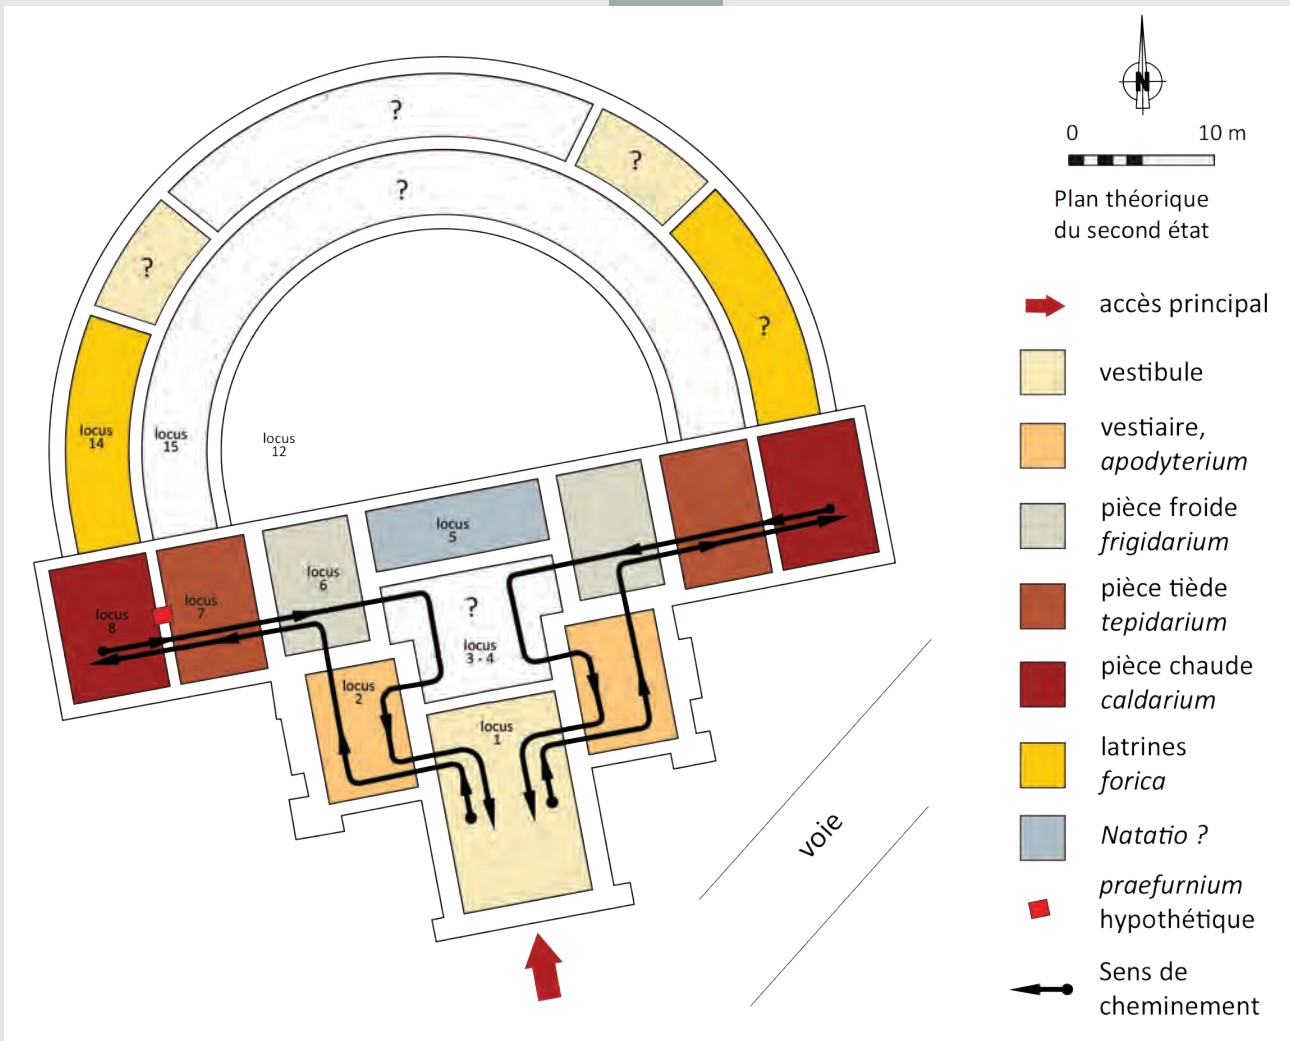 ?
?
?
?
?
locus
14
locus
15
locus
12
locus
5
locus
6
locus
7
locus
8
?
locus
3 - 4
locus
2
locus
1
voie
N
0 10 m
Plan théorique
du second état
accès principal
vestibule
vestiaire,
apodyterium
pièce froide
frigidarium
pièce tiède
tepidarium
pièce chaude
caldarium
latrines
forica
Natatio ?
praefurnium
hypothétique
Sens de
cheminement